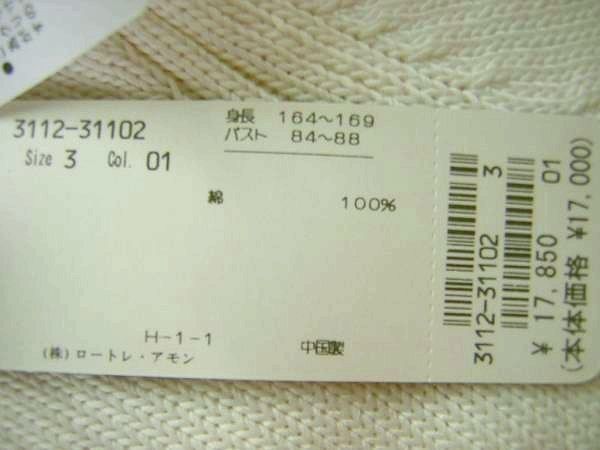 3112-31102
Size 3 Col. 01
身長 164～169
バスト 84～88
綿 100%
H-1-1
(株) ロートレ・アモン
中国製
3112-31102 3 01
¥ 17,850
(本体価格 ¥17,000)